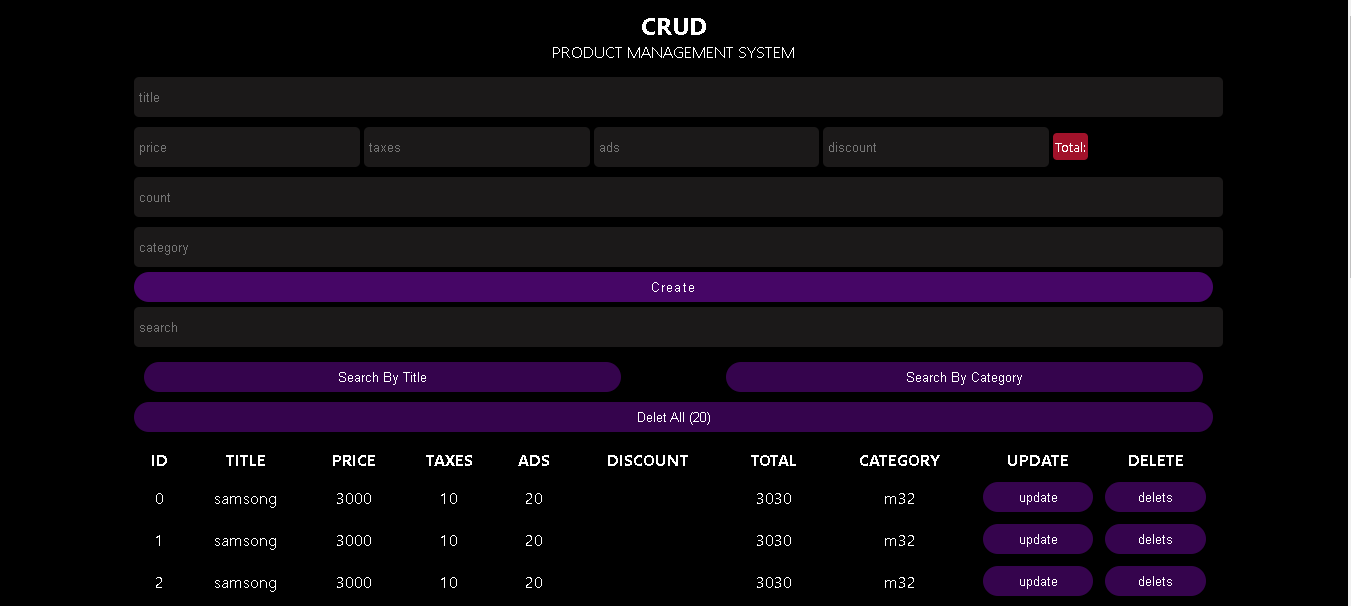 CRUD
PRODUCT MANAGEMENT SYSTEM
title
price taxes ads discount Total:
count
category
Create
search
Search By Title Search By Category
Delet All (20)
ID TITLE PRICE TAXES ADS DISCOUNT TOTAL CATEGORY UPDATE DELETE
0 samsong 3000 10 20 3030 m32 update delets
1 samsong 3000 10 20 3030 m32 update delets
2 samsong 3000 10 20 3030 m32 update delets